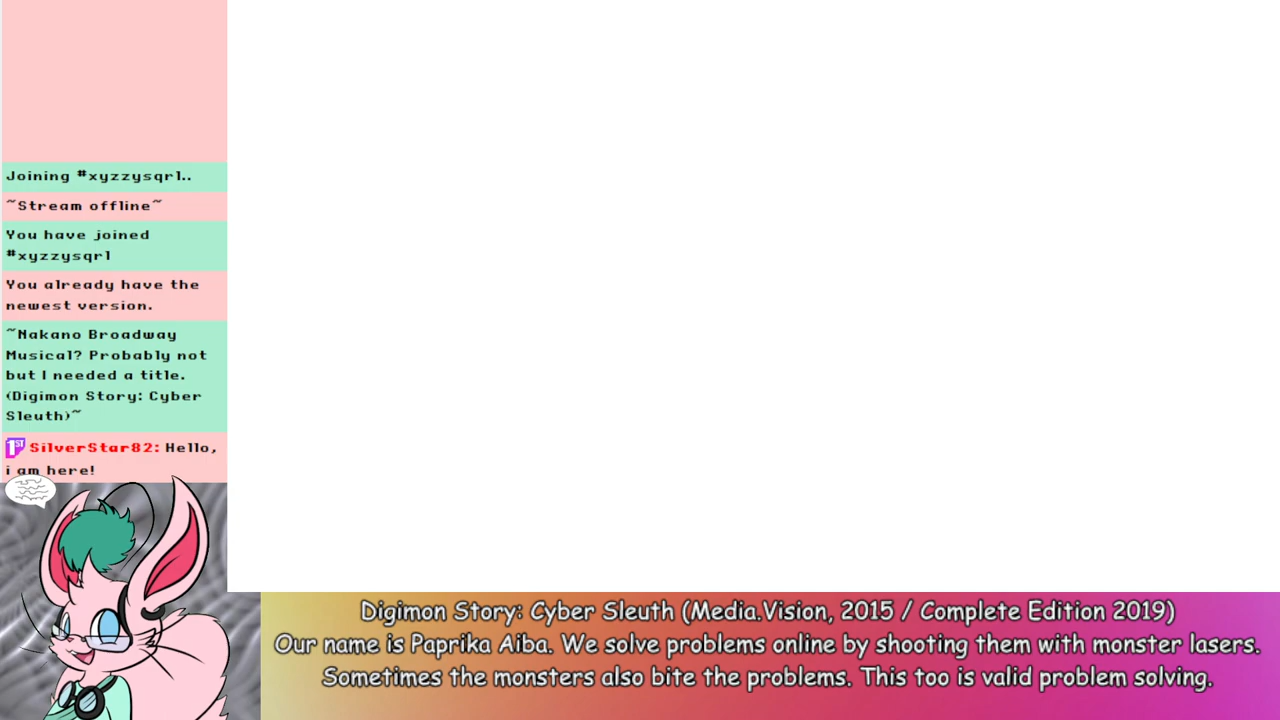 Joining #xyzzysqrl..
~Stream offline~
You have joined
#xyzzysqrl
You already have the
newest version.
~Nakano Broadway
Musical? Probably not
but I needed a title.
(Digimon Story: Cyber
Sleuth)~
1ST SilverStar82: Hello,
i am here!
Digimon Story: Cyber Sleuth (Media.Vision, 2015 / Complete Edition 2019)
Our name is Paprika Aiba. We solve problems online by shooting them with monster lasers.
Sometimes the monsters also bite the problems. This too is valid problem solving.